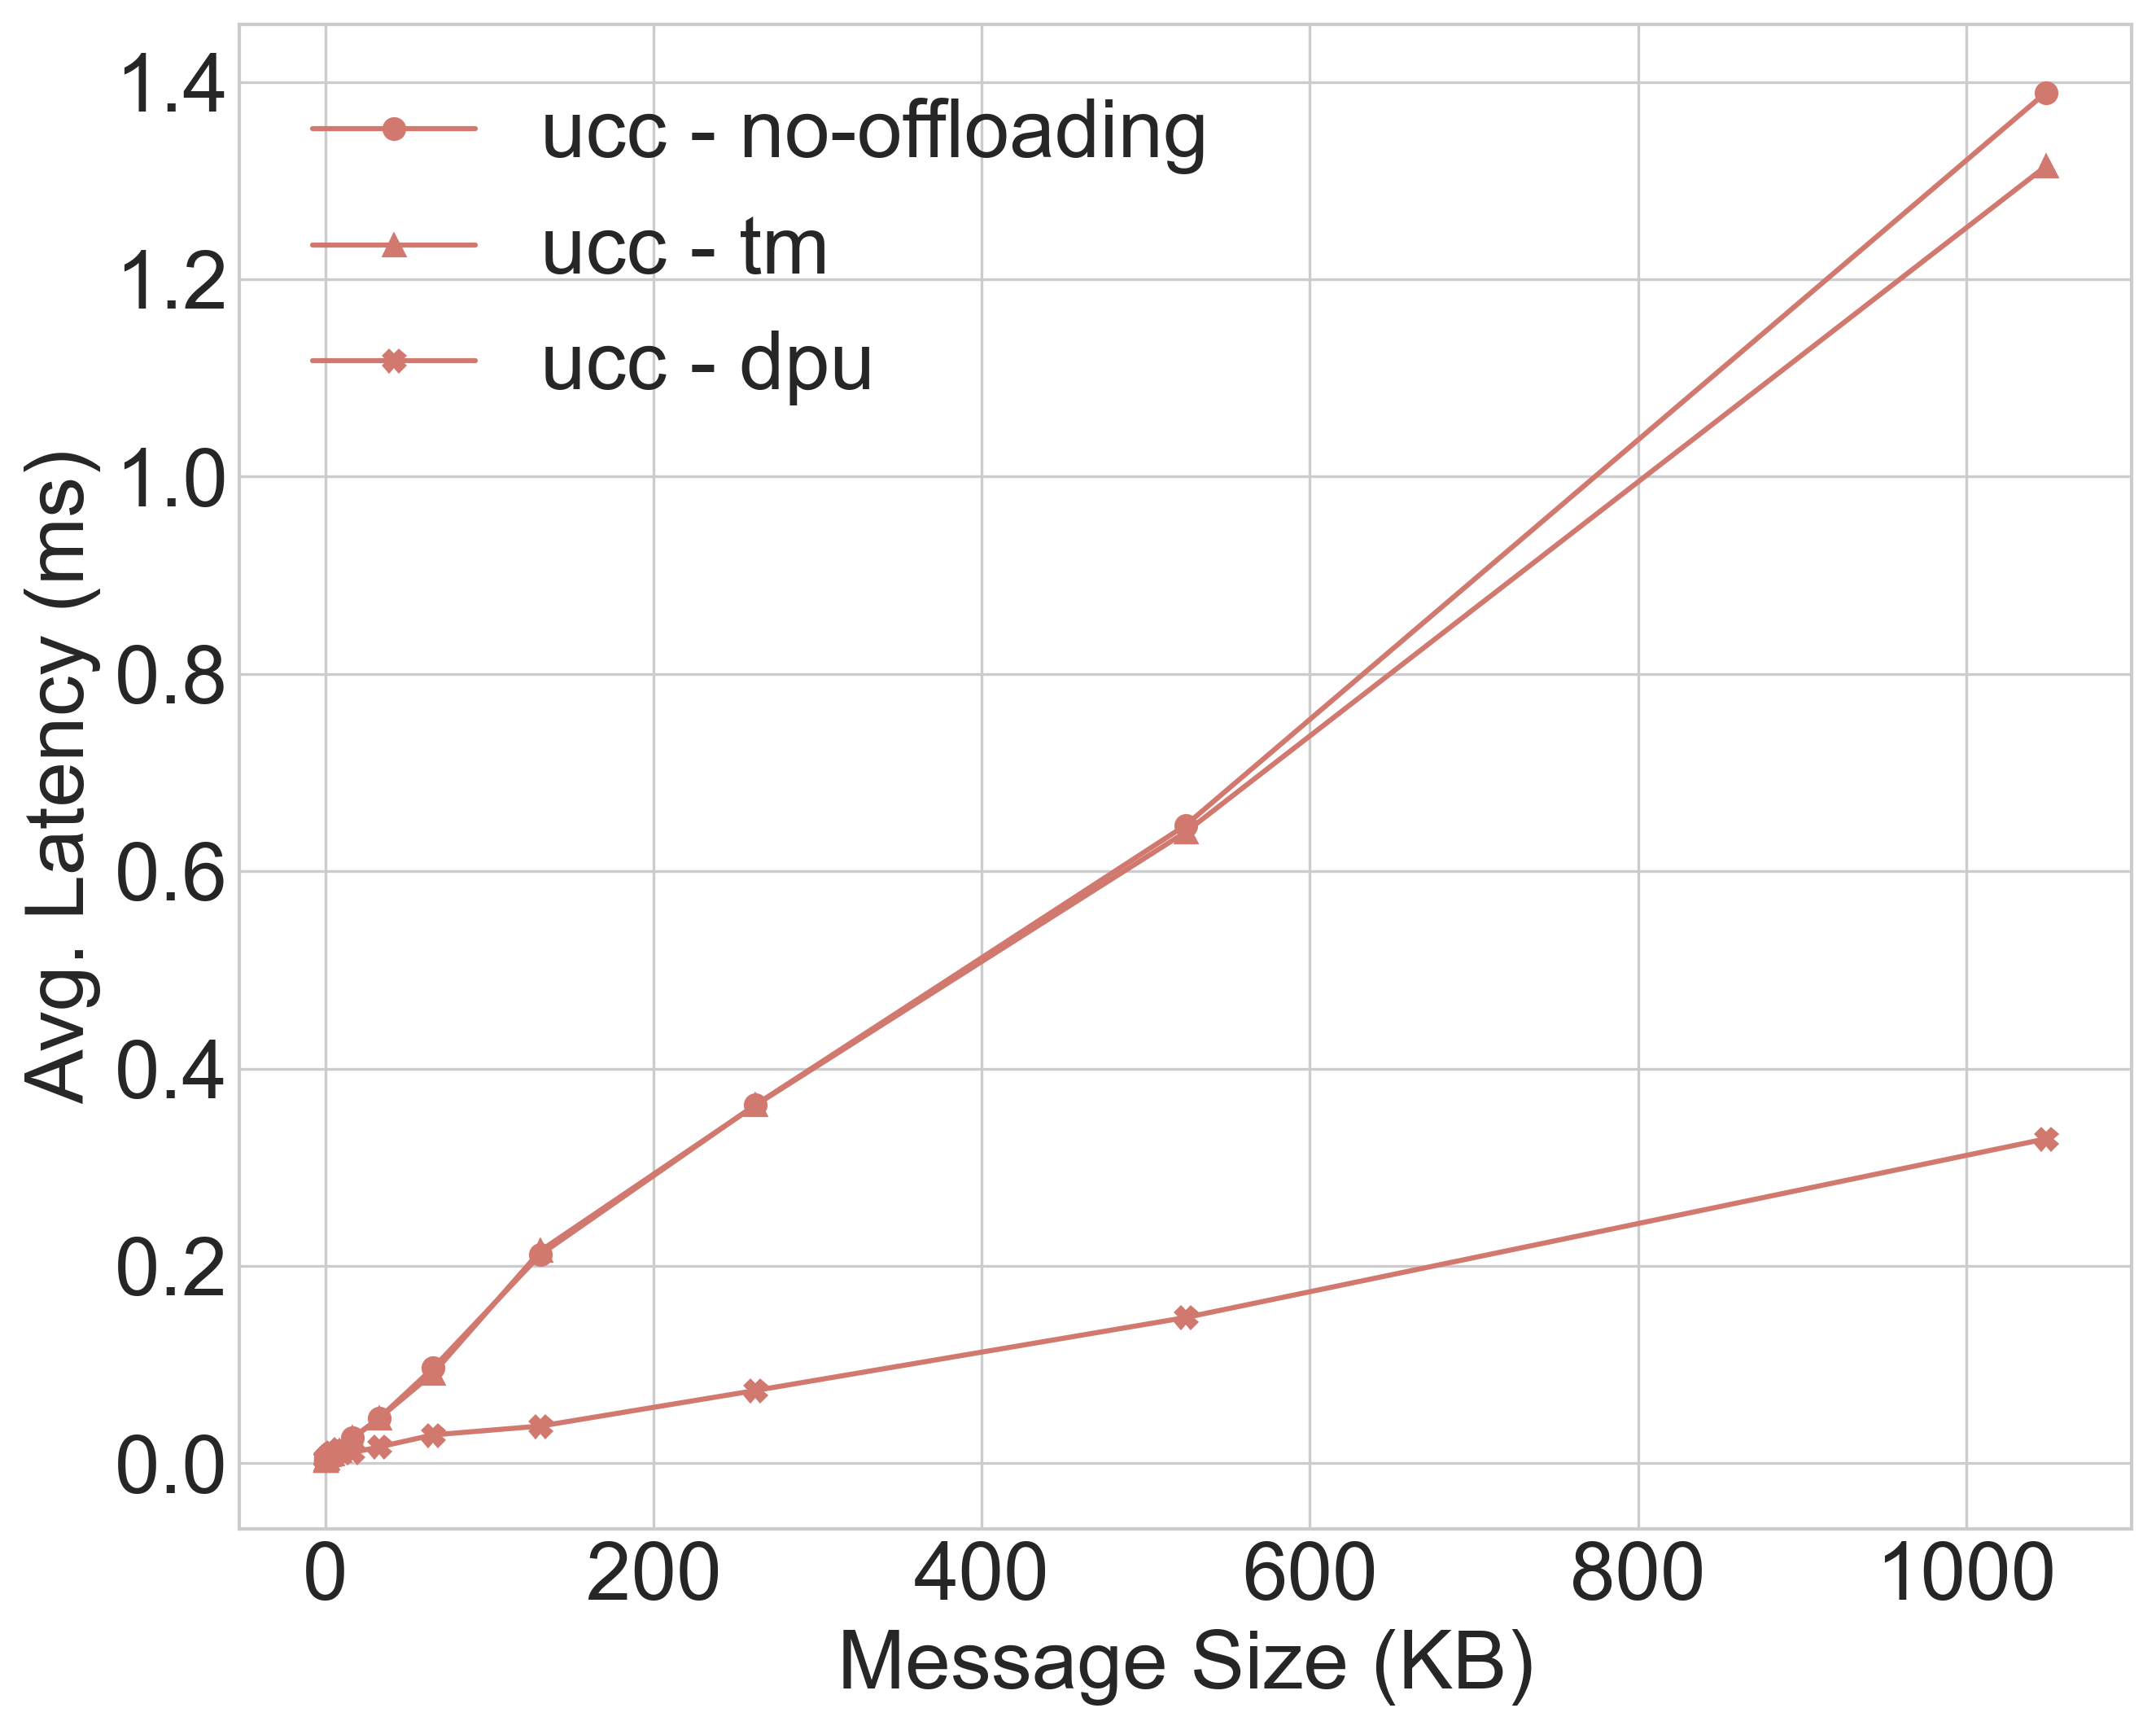 1.4
1.2
1.0
0.8
0.6
0.4
0.2
0.0
Avg. Latency (ms)
ucc - no-offloading
ucc - tm
ucc - dpu
0 200 400 600 800 1000
Message Size (KB)